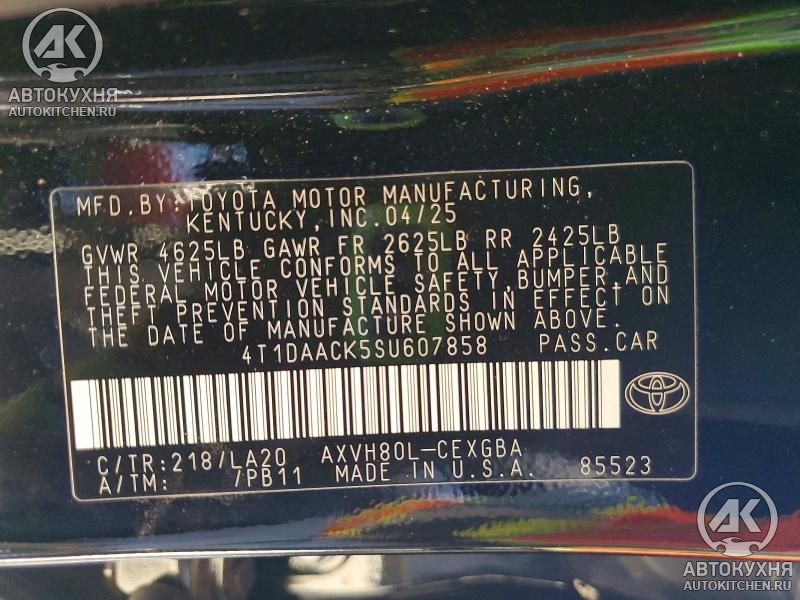 AK
АВТОКУХНЯ
AUTOKITCHEN.RU
MFD.BY:TOYOTA MOTOR MANUFACTURING,
KENTUCKY,INC.04/25
GVWR 4625LB GAWR FR 2625LB RR 2425LB
THIS VEHICLE CONFORMS TO ALL APPLICABLE
FEDERAL MOTOR VEHICLE SAFETY,BUMPER,AND
THEFT PREVENTION STANDARDS IN EFFECT ON
THE DATE OF MANUFACTURE SHOWN ABOVE.
4T1DAACK5SU607858 PASS.CAR
C/TR:218/LA20 AXVH80L-CEXGBA
A/TM: /PB11 MADE IN U.S.A. 85523
AK
АВТОКУХНЯ
AUTOKITCHEN.RU